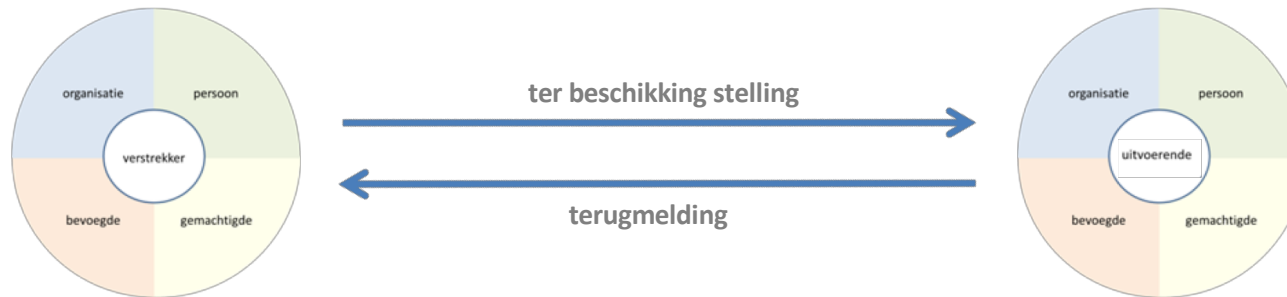 organisatie
persoon
verstrekker
bevoegde
gemachtigde
ter beschikking stelling
terugmelding
organisatie
persoon
uitvoerende
bevoegde
gemachtigde